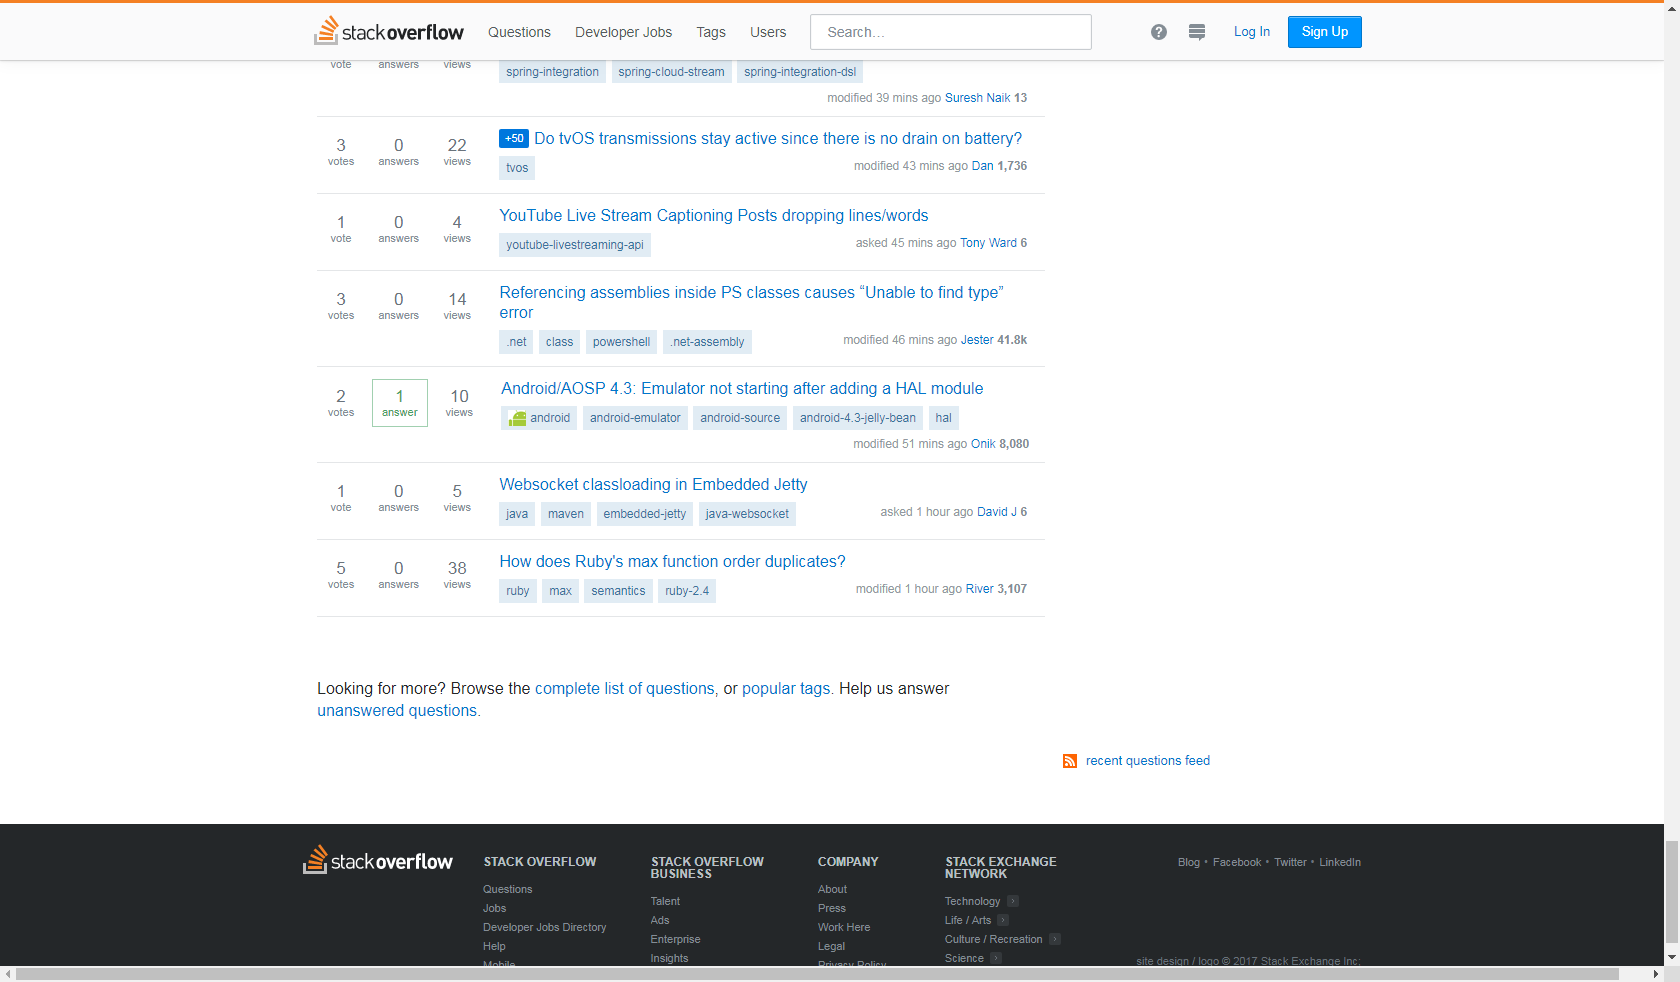 stackoverflow Questions Developer Jobs Tags Users Search... Log In Sign Up
vote answers views spring-integration spring-cloud-stream spring-integration-dsl
modified 39 mins ago Suresh Naik 13
3 votes 0 answers 22 views +50 Do tvOS transmissions stay active since there is no drain on battery?
tvos modified 43 mins ago Dan 1,736
1 vote 0 answers 4 views YouTube Live Stream Captioning Posts dropping lines/words
youtube-livestreaming-api asked 45 mins ago Tony Ward 6
3 votes 0 answers 14 views Referencing assemblies inside PS classes causes “Unable to find type”
error
.net class powershell .net-assembly modified 46 mins ago Jester 41.8k
2 votes 1 answer 10 views Android/AOSP 4.3: Emulator not starting after adding a HAL module
android android-emulator android-source android-4.3-jelly-bean hal
modified 51 mins ago Onik 8,080
1 vote 0 answers 5 views Websocket classloading in Embedded Jetty
java maven embedded-jetty java-websocket asked 1 hour ago David J 6
5 votes 0 answers 38 views How does Ruby's max function order duplicates?
ruby max semantics ruby-2.4 modified 1 hour ago River 3,107
Looking for more? Browse the complete list of questions, or popular tags. Help us answer
unanswered questions.
recent questions feed
stackoverflow
STACK OVERFLOW
Questions
Jobs
Developer Jobs Directory
Help
Mobile
STACK OVERFLOW
BUSINESS
Talent
Ads
Enterprise
Insights
COMPANY
About
Press
Work Here
Legal
Privacy Policy
STACK EXCHANGE
NETWORK
Technology
Life / Arts
Culture / Recreation
Science
Blog • Facebook • Twitter • LinkedIn
site design / logo © 2017 Stack Exchange Inc;